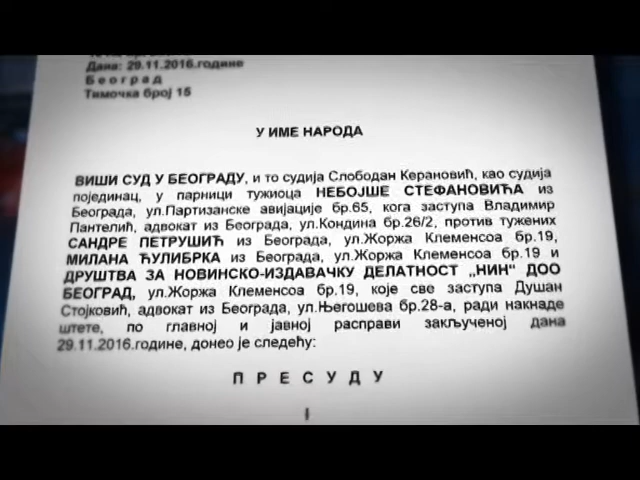 Дана: 29.11.2016.године
Београд
Тимочка број 15
У ИМЕ НАРОДА
ВИШИ СУД У БЕОГРАДУ, и то судија Слободан Керановић, као судија
појединац, у парници тужиоца НЕБОЈШЕ СТЕФАНОВИЋА из
Београда, ул.Партизанске авијације бр.65, кога заступа Владимир
Пантелић, адвокат из Београда, ул.Кондина бр.26/2, против тужених
САНДРЕ ПЕТРУШИЋ из Београда, ул.Жоржа Клеменсоа бр.19,
МИЛАНА ЋУЛИБРКА из Београда, ул.Жоржа Клеменсоа бр.19 и
ДРУШТВА ЗА НОВИНСКО-ИЗДАВАЧКУ ДЕЛАТНОСТ „НИН“ ДОО
БЕОГРАД, ул.Жоржа Клеменсоа бр.19, које све заступа Душан
Стојковић, адвокат из Београда, ул.Његошева бр.28-а, ради накнаде
штете, по главној и јавној расправи закљученој дана
29.11.2016.године, донео је следећу:
П Р Е С У Д У
I